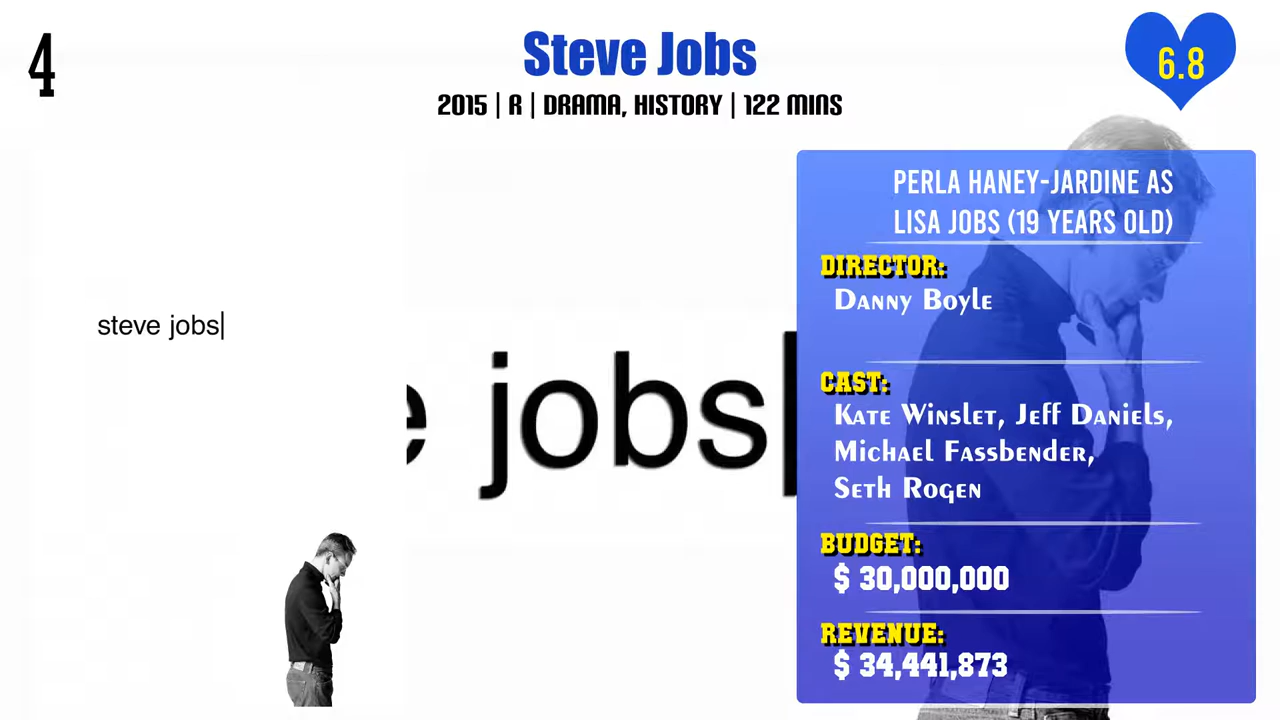 4
Steve Jobs
2015 | R | DRAMA, HISTORY | 122 MINS
6.8
steve jobs|
e jobs|
PERLA HANEY-JARDINE AS
LISA JOBS (19 YEARS OLD)
DIRECTOR:
Danny Boyle
CAST:
Kate Winslet, Jeff Daniels,
Michael Fassbender,
Seth Rogen
BUDGET:
$ 30,000,000
REVENUE:
$ 34,441,873